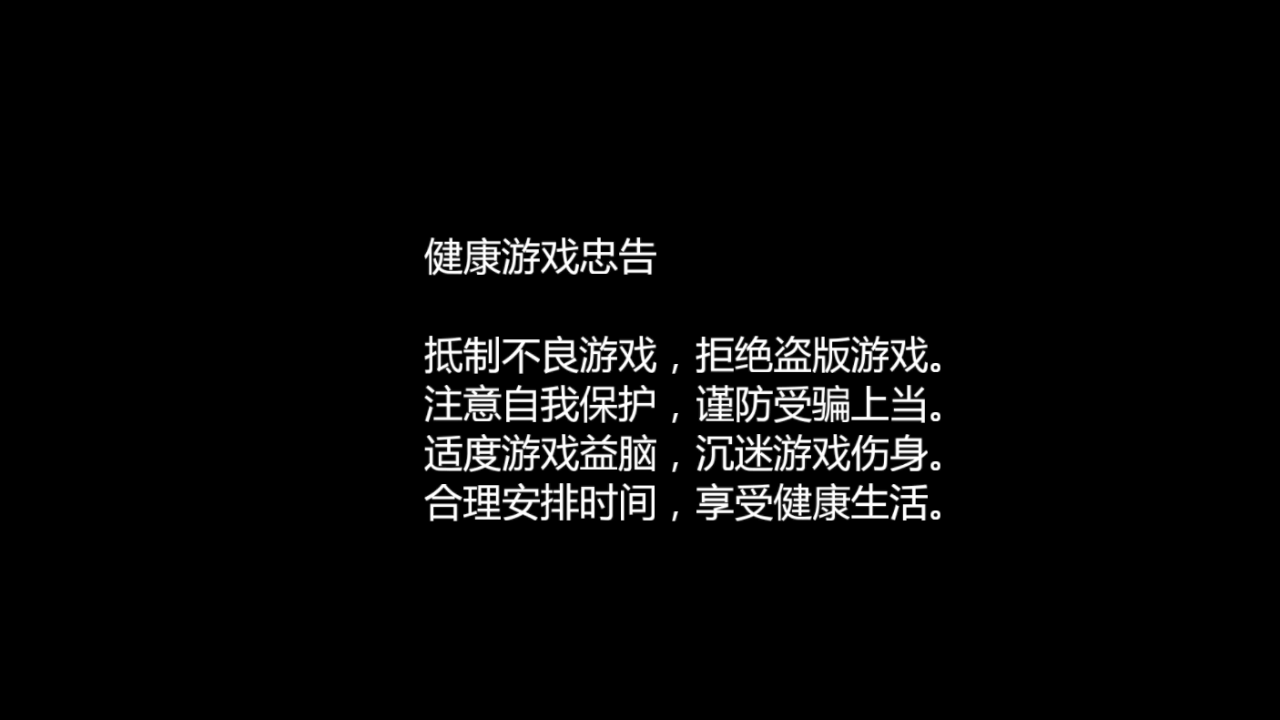 健康游戏忠告
抵制不良游戏，拒绝盗版游戏。
注意自我保护，谨防受骗上当。
适度游戏益脑，沉迷游戏伤身。
合理安排时间，享受健康生活。